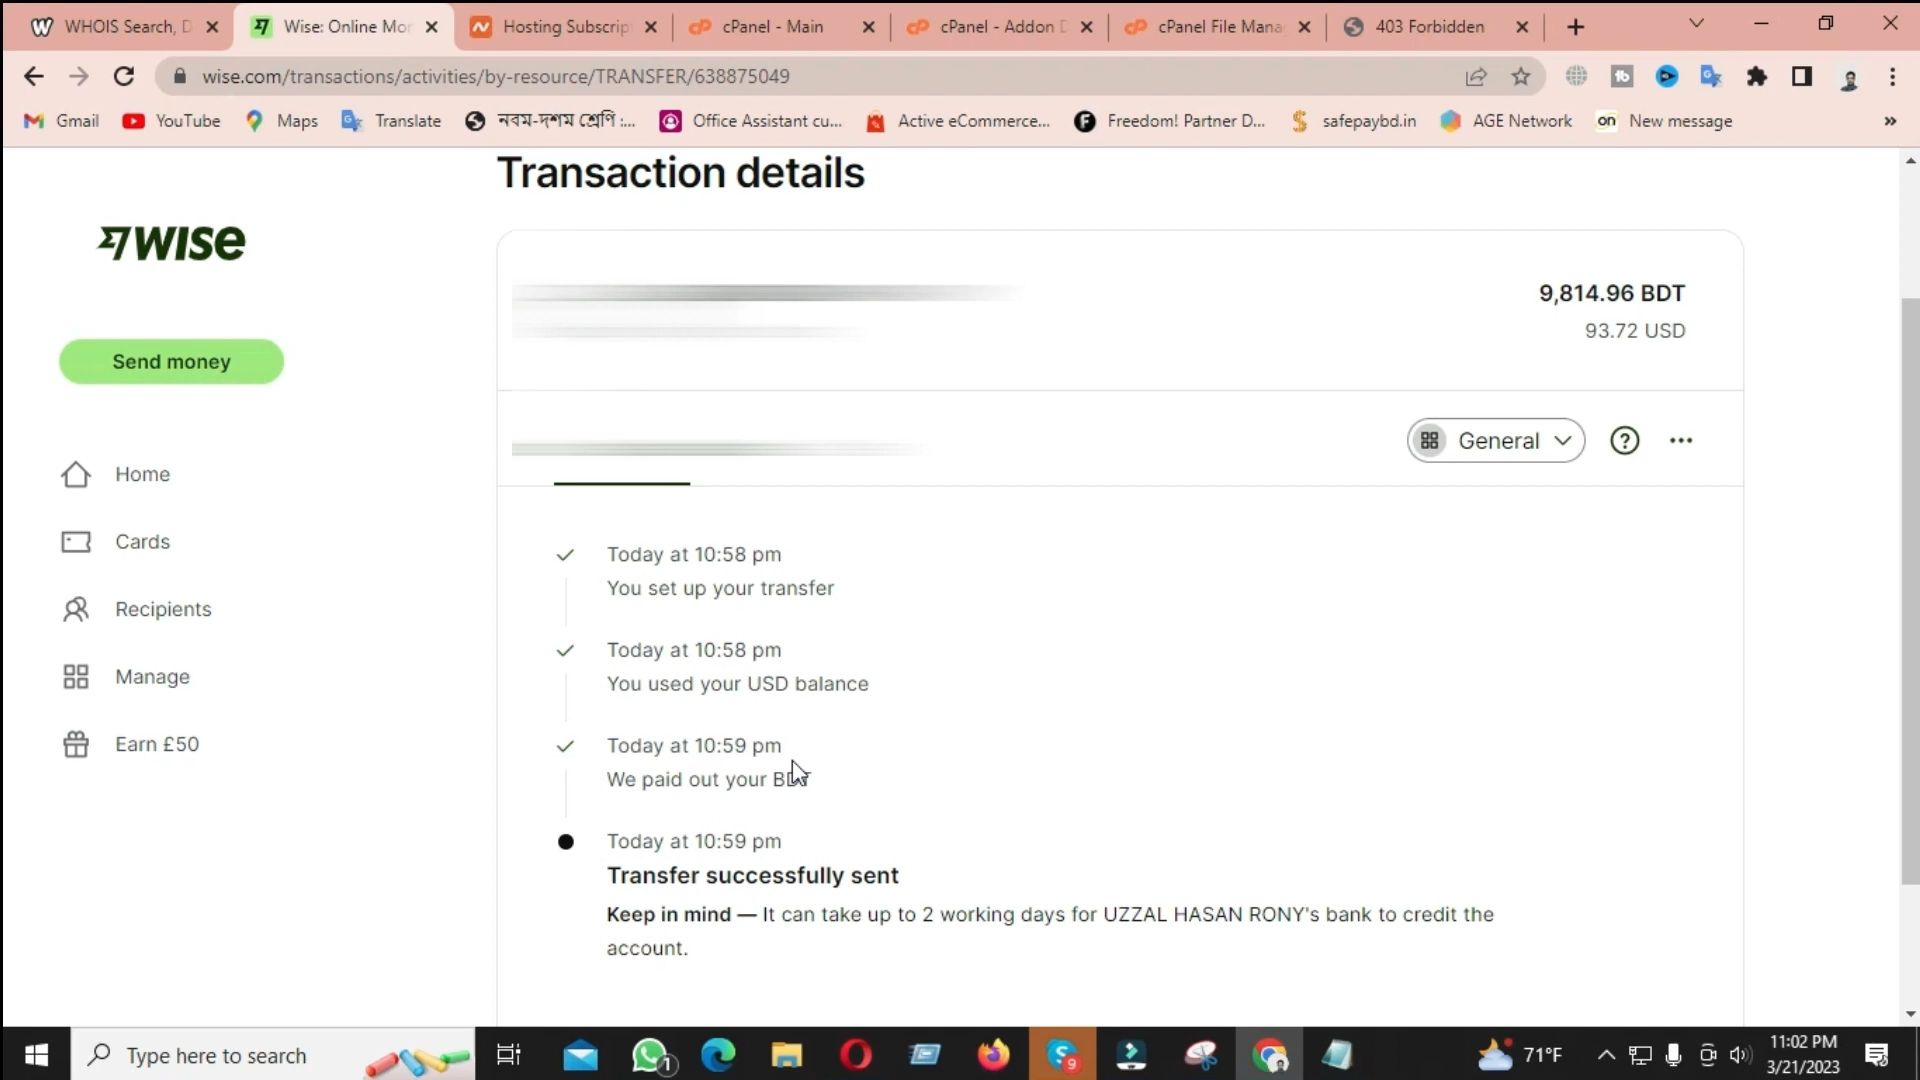 WHOIS Search, D
Wise: Online Mor
Hosting Subscrip
cPanel - Main
cPanel - Addon D
cPanel File Mana
403 Forbidden
wise.com/transactions/activities/by-resource/TRANSFER/638875049
Gmail
YouTube
Maps
Translate
নবম-দশম শ্রেণি :...
Office Assistant cu...
Active eCommerce...
Freedom! Partner D...
safepaybd.in
AGE Network
on New message
Transaction details
WISE
9,814.96 BDT
93.72 USD
Send money
General
Home
Cards
Recipients
Manage
Earn £50
Today at 10:58 pm
You set up your transfer
Today at 10:58 pm
You used your USD balance
Today at 10:59 pm
We paid out your BDT
Today at 10:59 pm
Transfer successfully sent
Keep in mind — It can take up to 2 working days for UZZAL HASAN RONY's bank to credit the
account.
Type here to search
1
9
71°F
11:02 PM
3/21/2023